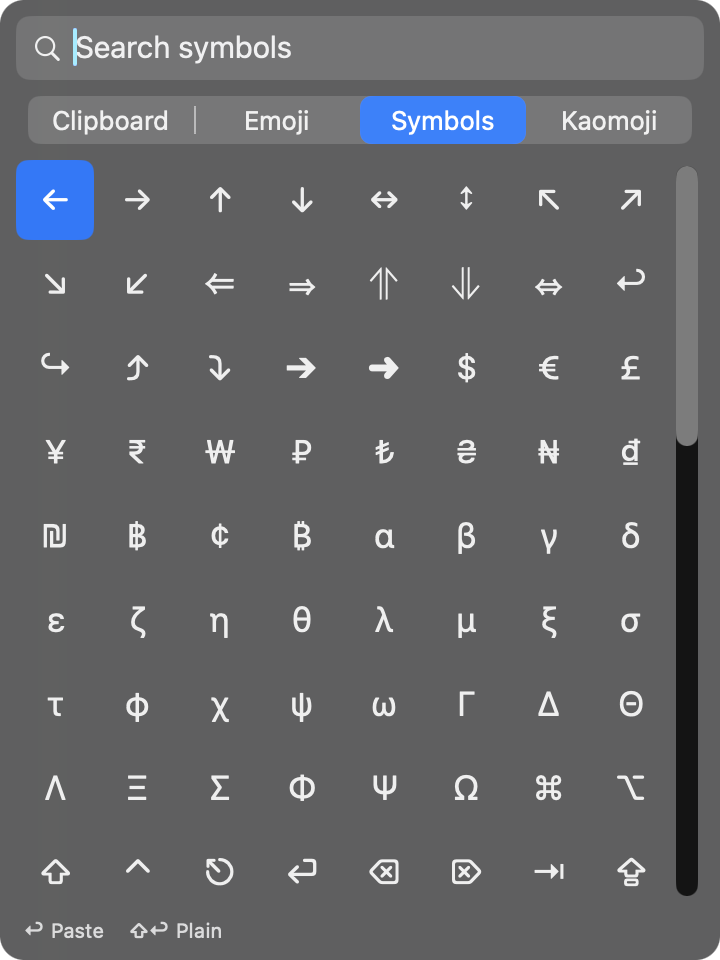 Search symbols
Clipboard Emoji Symbols Kaomoji
← → ↑ ↓ ↔ ↕ ↖ ↗
↘ ↙ ⇐ ⇒ ⇑ ⇓ ⇔ ↩
↪ ⤴ ⤵ ➔ ➜ $ € £
¥ ₹ ₩ ₽ ₺ ₴ ₦ ₫
₪ ฿ ¢ ₿ α β γ δ
ε ζ η θ λ μ ξ σ
τ φ χ ψ ω Γ Δ Θ
Λ Ξ Σ Φ Ψ Ω ⌘ ⌥
⇧ ⌃ ⎋ ↩ ⌫ ⌦ ⇥ ⇪
↩ Paste ⇧↩ Plain